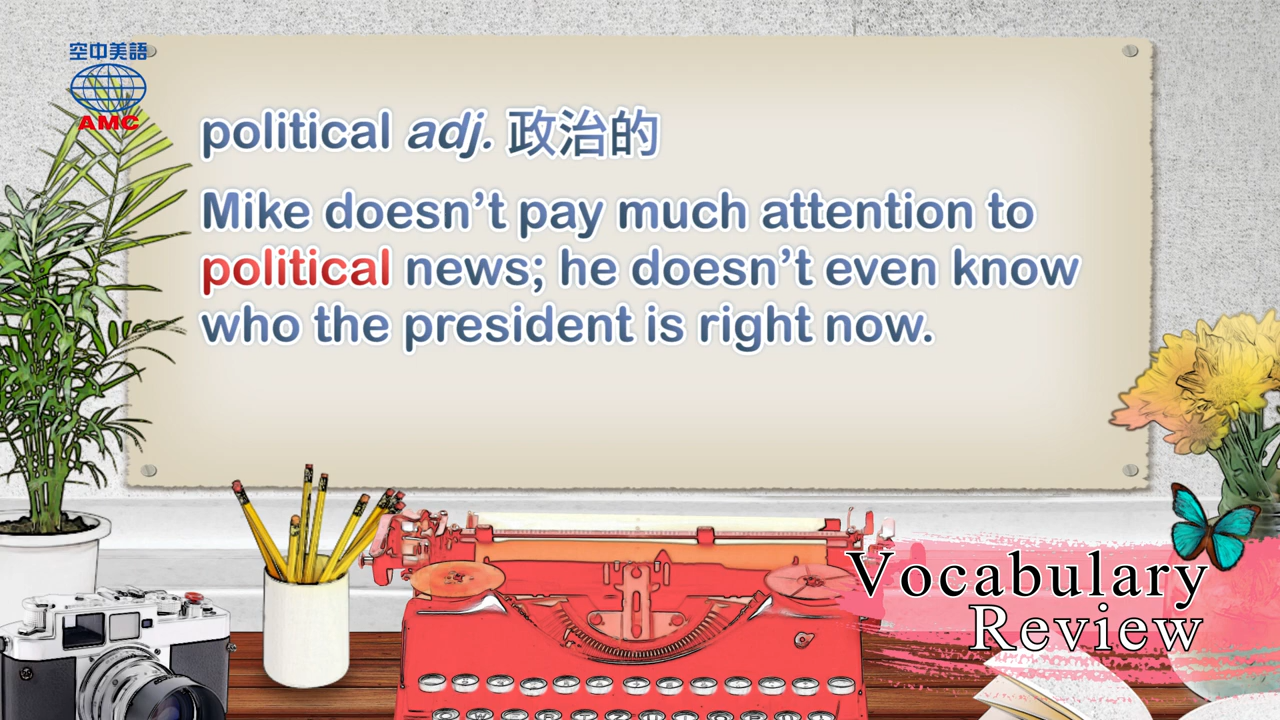 空中美語
AMC
political adj. 政治的
Mike doesn’t pay much attention to
political news; he doesn’t even know
who the president is right now.
Vocabulary
Review